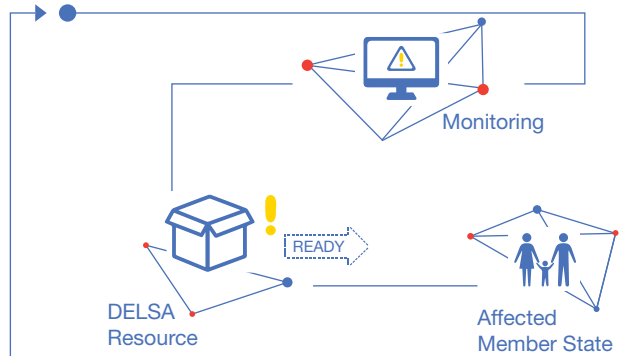 Monitoring
READY
DELSA
Resource
Affected
Member State